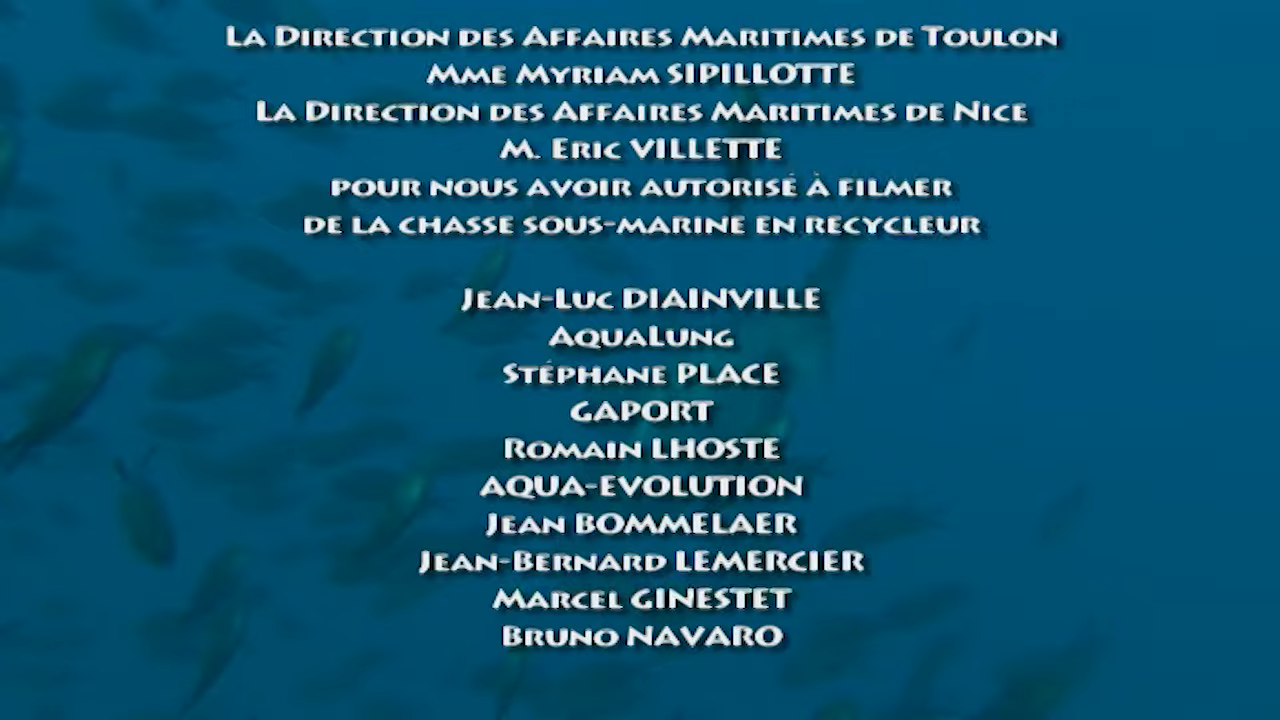 La Direction des Affaires Maritimes de Toulon
Mme Myriam SIPILLOTTE
La Direction des Affaires Maritimes de Nice
M. Eric VILLETTE
pour nous avoir autorisé à filmer
de la chasse sous-marine en recycleur
Jean-Luc DIAINVILLE
AquaLung
Stéphane PLACE
GAPORT
Romain LHOSTE
AQUA-EVOLUTION
Jean BOMMELAER
Jean-Bernard LEMERCIER
Marcel GINESTET
Bruno NAVARO